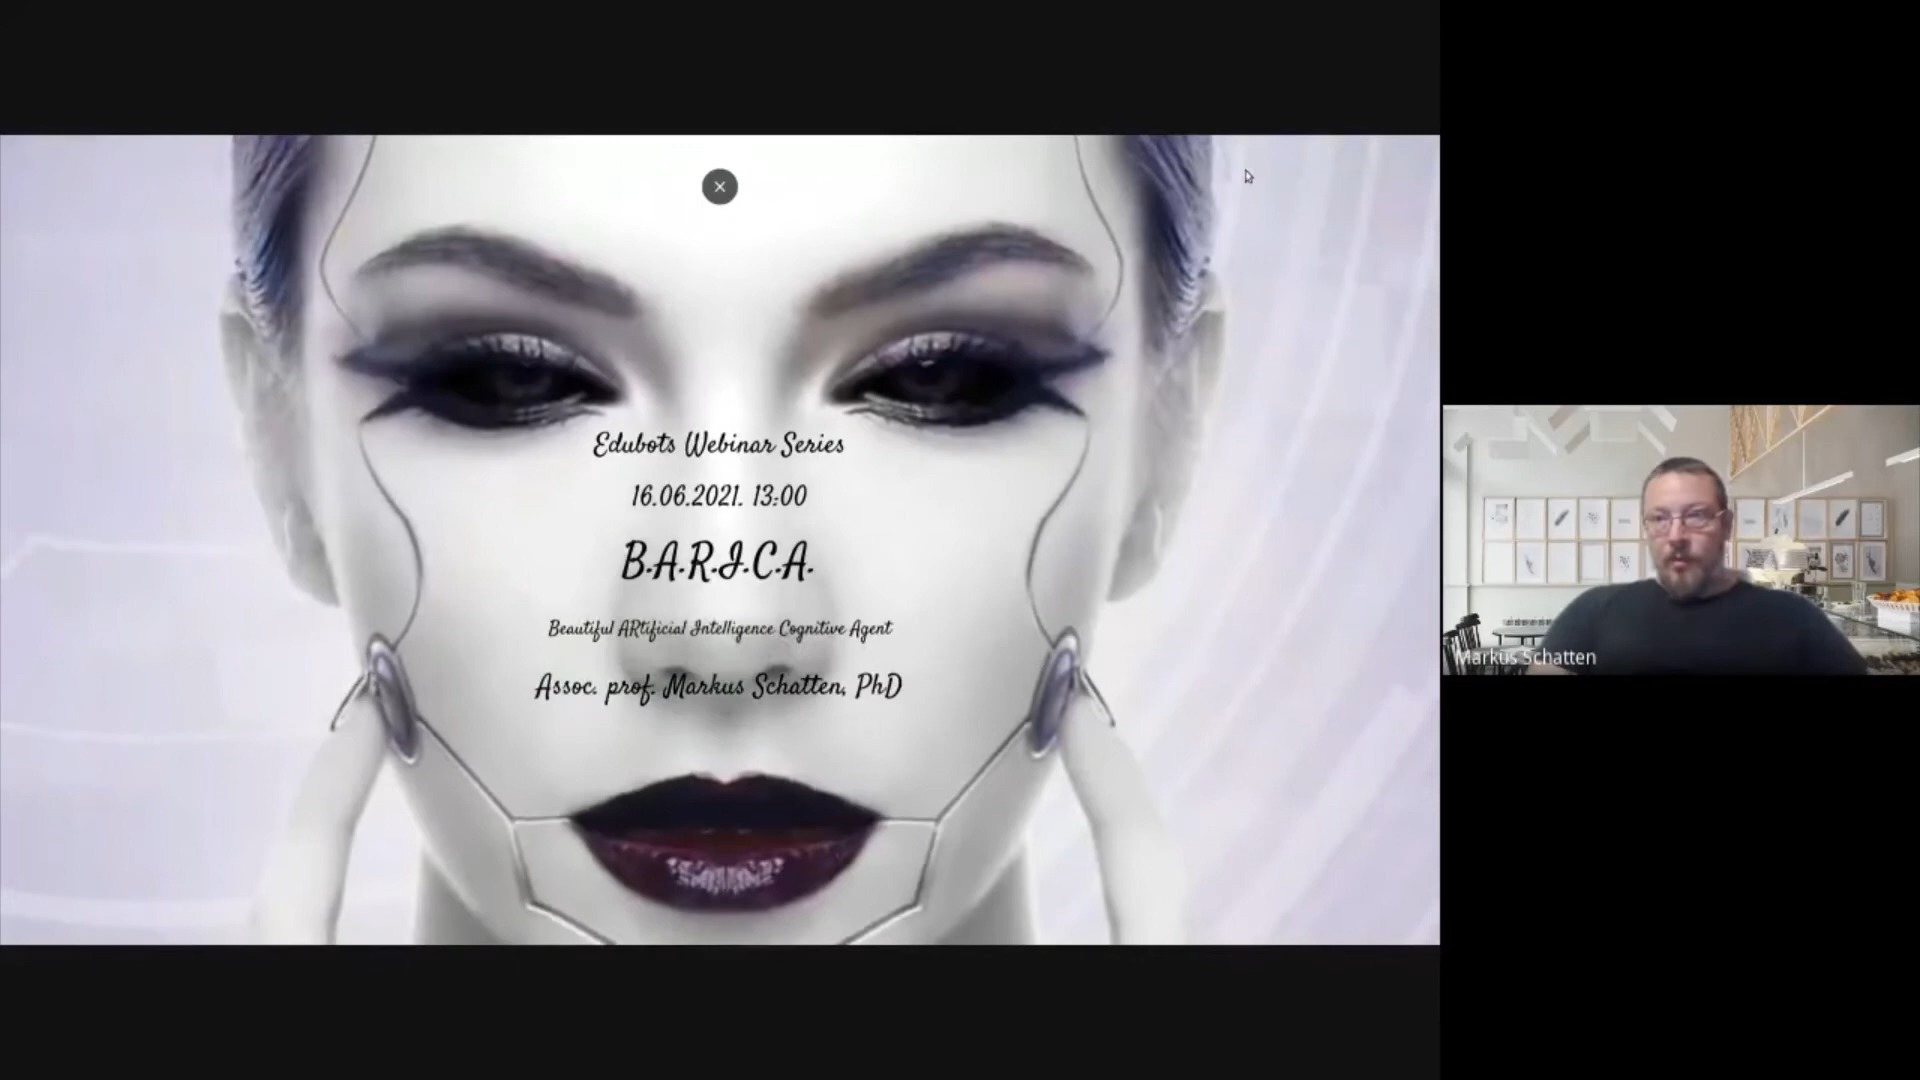 Edubots Webinar Series
16.06.2021. 13:00
B.A.R.I.C.A.
Beautiful ARtificial Intelligence Cognitive Agent
Assoc. prof. Markus Schatten, PhD
Markus Schatten